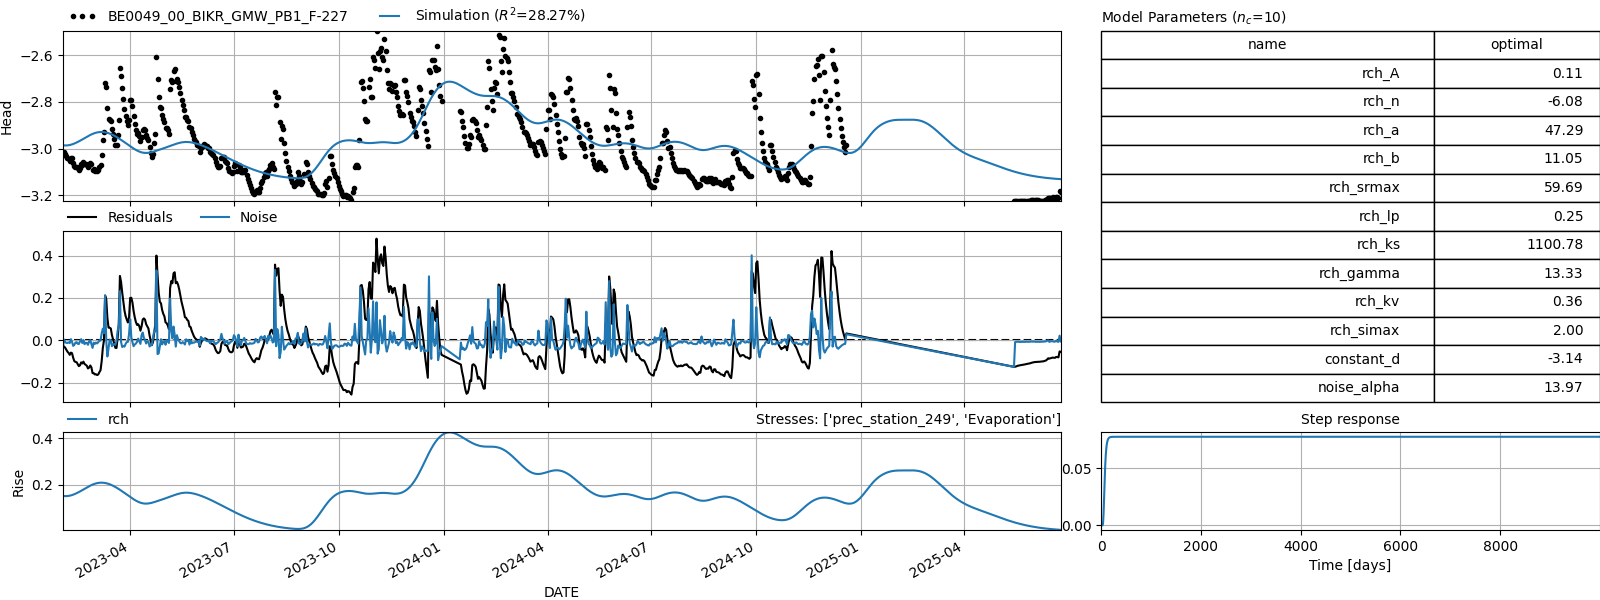 BE0049_00_BIKR_GMW_PB1_F-227
Simulation (R²=28.27%)
Model Parameters (n_c=10)
Head
−2.6
−2.8
−3.0
−3.2
name optimal
rch_A 0.11
rch_n -6.08
rch_a 47.29
rch_b 11.05
rch_srmax 59.69
rch_lp 0.25
rch_ks 1100.78
rch_gamma 13.33
rch_kv 0.36
rch_simax 2.00
constant_d -3.14
noise_alpha 13.97
Residuals
Noise
0.4
0.2
0.0
−0.2
rch
Stresses: ['prec_station_249', 'Evaporation']
Rise
0.4
0.2
2023-04 2023-07 2023-10 2024-01 2024-04 2024-07 2024-10 2025-01 2025-04
DATE
Step response
0.05
0.00
0 2000 4000 6000 8000
Time [days]